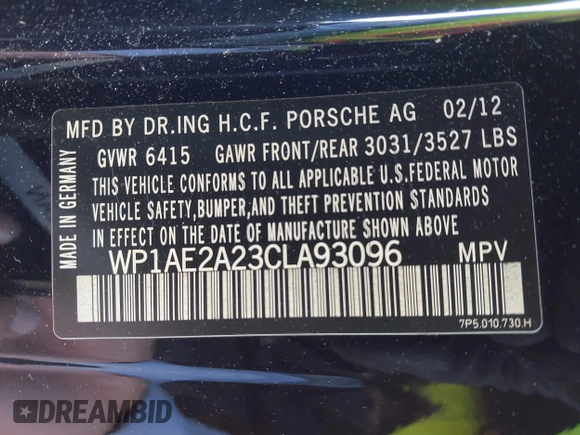 MFD BY DR.ING H.C.F. PORSCHE AG 02/12
GVWR 6415 GAWR FRONT/REAR 3031/3527 LBS
THIS VEHICLE CONFORMS TO ALL APPLICABLE U.S.FEDERAL MOTOR
VEHICLE SAFETY,BUMPER,AND THEFT PREVENTION STANDARDS
IN EFFECT ON THE DATE OF MANUFACTURE SHOWN ABOVE
WP1AE2A23CLA93096 MPV
MADE IN GERMANY
7P5.010.730.H
DREAMBID